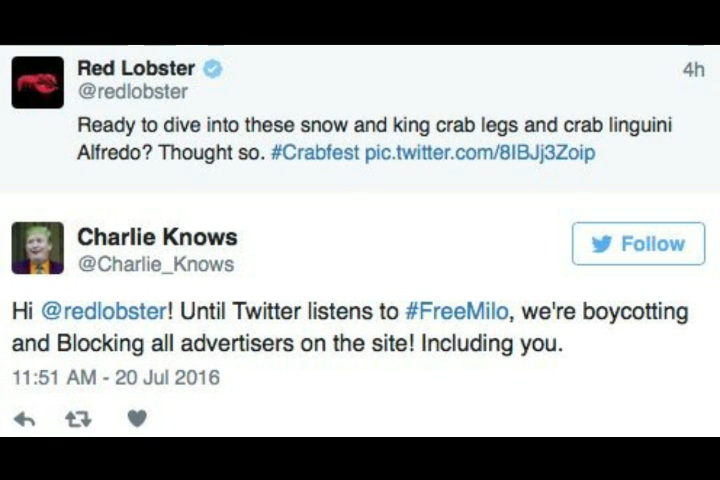 Red Lobster
4h
@redlobster
Ready to dive into these snow and king crab legs and crab linguini
Alfredo? Thought so. #Crabfest pic.twitter.com/8IBJj3Zoip
Charlie Knows
Follow
@Charlie_Knows
Hi @redlobster! Until Twitter listens to #FreeMilo, we're boycotting
and Blocking all advertisers on the site! Including you.
11:51 AM - 20 Jul 2016